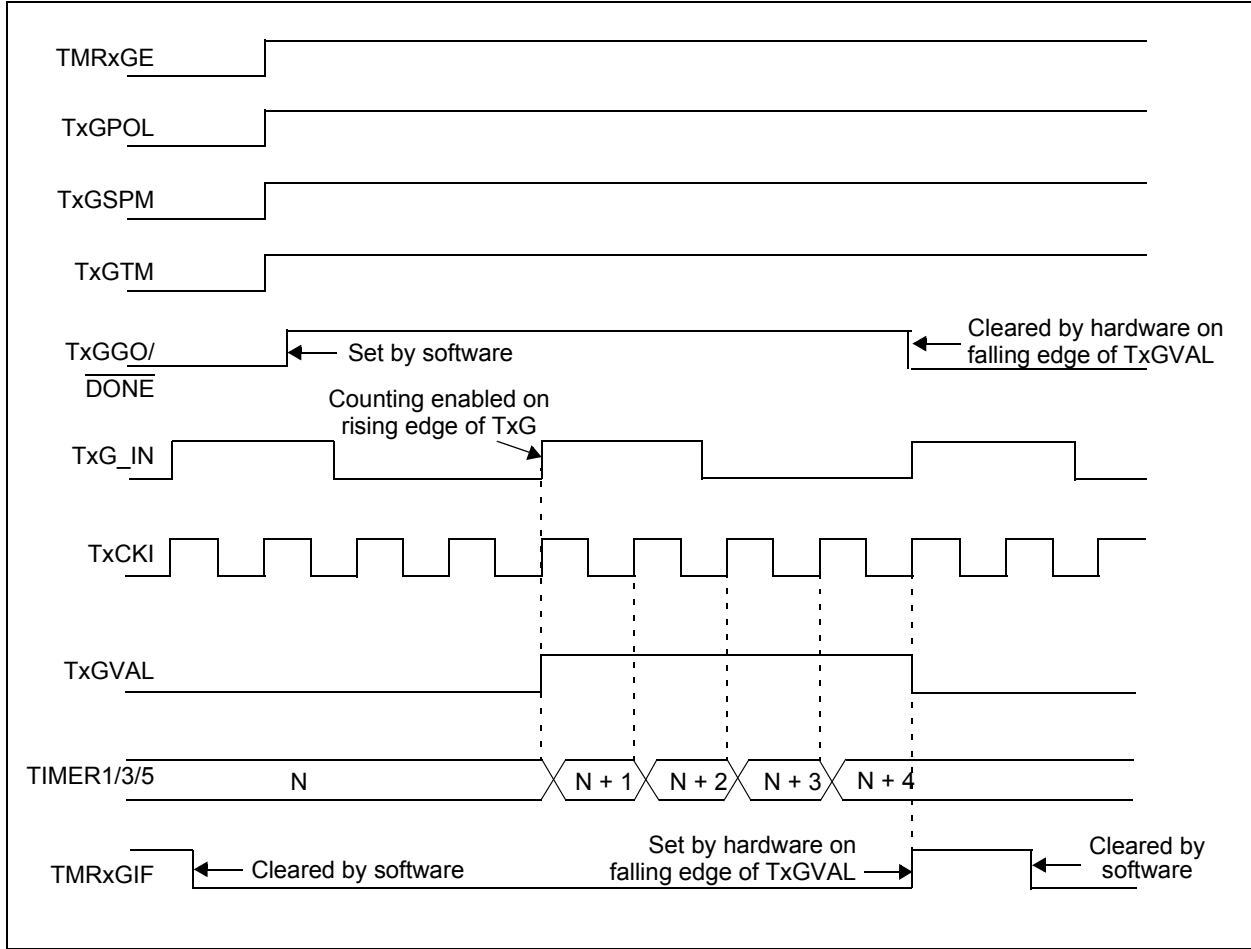 TMRxGE
TxGPOL
TxGSPM
TxGTM
TxGGO/
DONE
Set by software
Cleared by hardware on
falling edge of TxGVAL
Counting enabled on
rising edge of TxG
TxG_IN
TxCKI
TxGVAL
TIMER1/3/5
N
N + 1
N + 2
N + 3
N + 4
TMRxGIF
Cleared by software
Set by hardware on
falling edge of TxGVAL
Cleared by
software